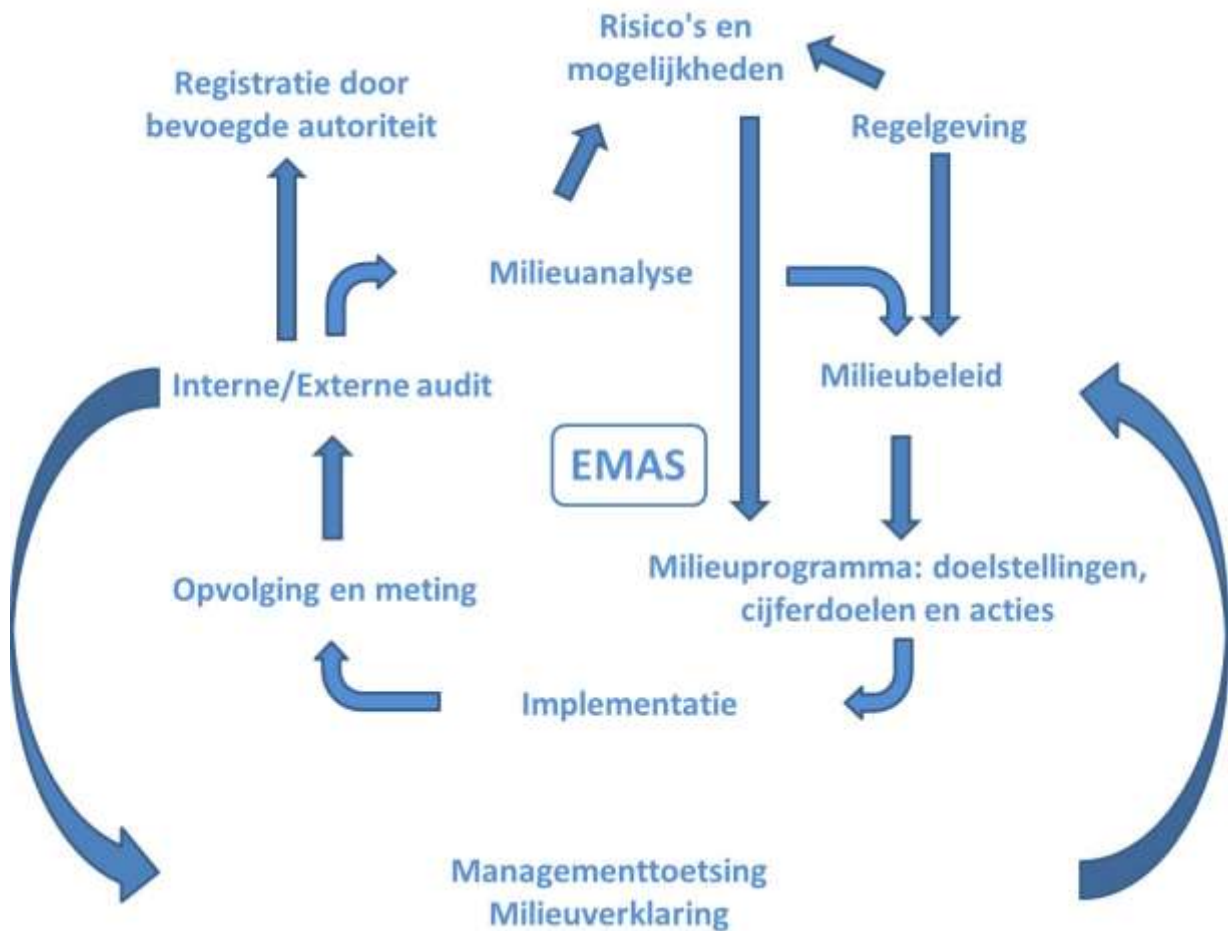 Risico's en
mogelijkheden
Registratie door
bevoegde autoriteit
Regelgeving
Milieuanalyse
Interne/Externe audit
Milieubeleid
EMAS
Opvolging en meting
Milieuprogramma: doelstellingen,
cijferdoelen en acties
Implementatie
Managementtoetsing
Milieuverklaring